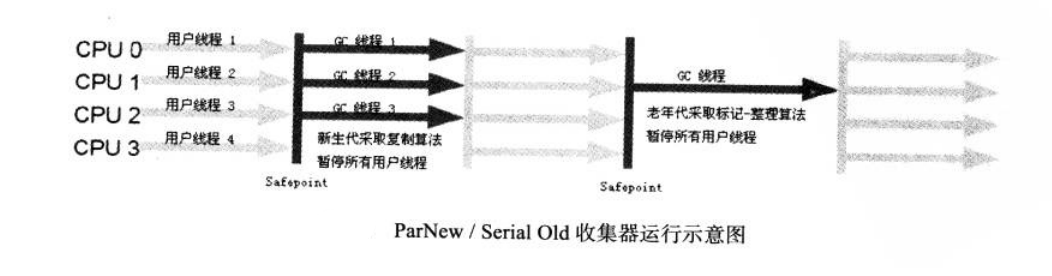 CPU 0
CPU 1
CPU 2
CPU 3
用户线程 1
用户线程 2
用户线程 3
用户线程 4
Safepoint
GC 线程 1
GC 线程 2
GC 线程 3
新生代采取复制算法
暂停所有用户线程
Safepoint
GC 线程
老年代采取标记-整理算法
暂停所有用户线程
ParNew / Serial Old 收集器运行示意图